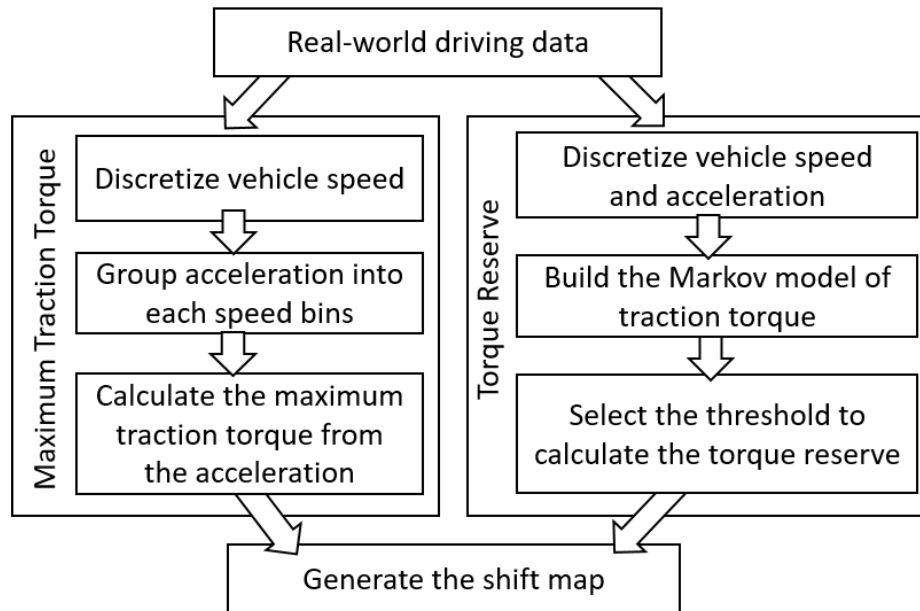 Real-world driving data
Maximum Traction Torque
Discretize vehicle speed
Group acceleration into
each speed bins
Calculate the maximum
traction torque from
the acceleration
Torque Reserve
Discretize vehicle speed
and acceleration
Build the Markov model of
traction torque
Select the threshold to
calculate the torque reserve
Generate the shift map